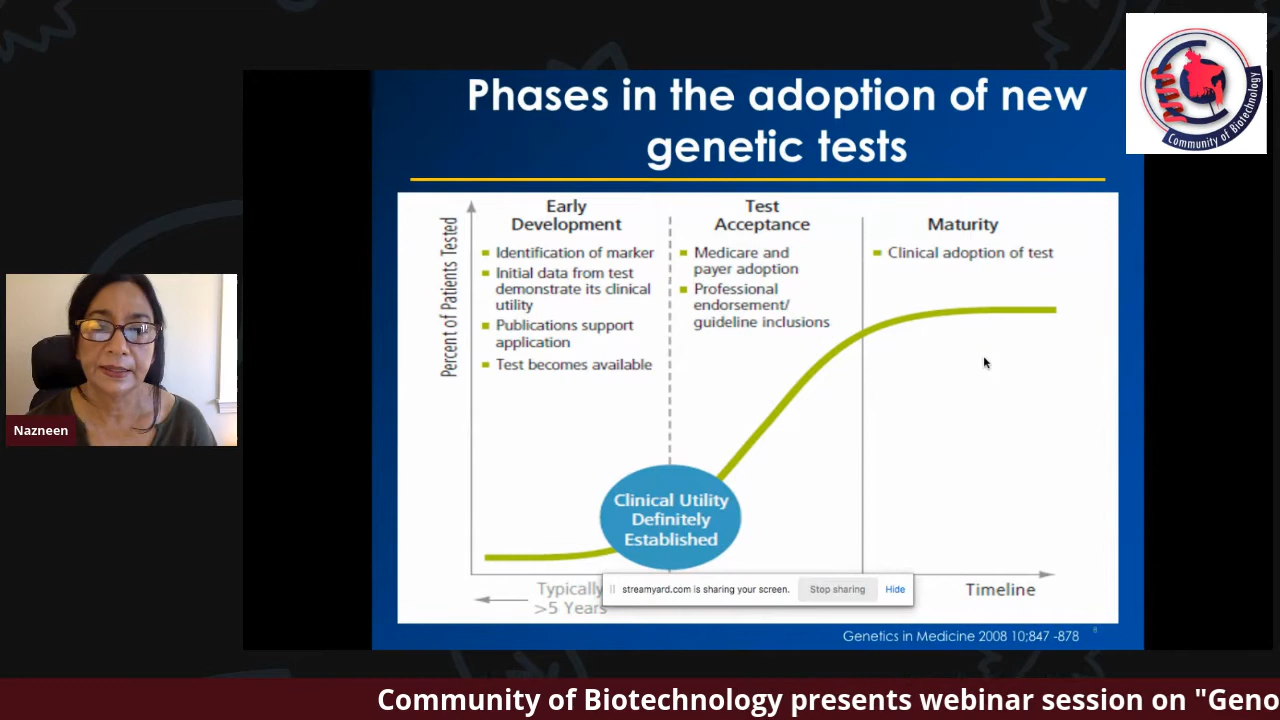 Phases in the adoption of new
genetic tests
Percent of Patients Tested
Early
Development
Identification of marker
Initial data from test
demonstrate its clinical
utility
Publications support
application
Test becomes available
Test
Acceptance
Medicare and
payer adoption
Professional
endorsement/
guideline inclusions
Maturity
Clinical adoption of test
Clinical Utility
Definitely
Established
Typically
>5 Years
streamyard.com is sharing your screen.
Stop sharing
Hide
Timeline
Genetics in Medicine 2008 10;847 -878
8
Nazneen
Community of Biotechnology
Community of Biotechnology presents webinar session on "Geno